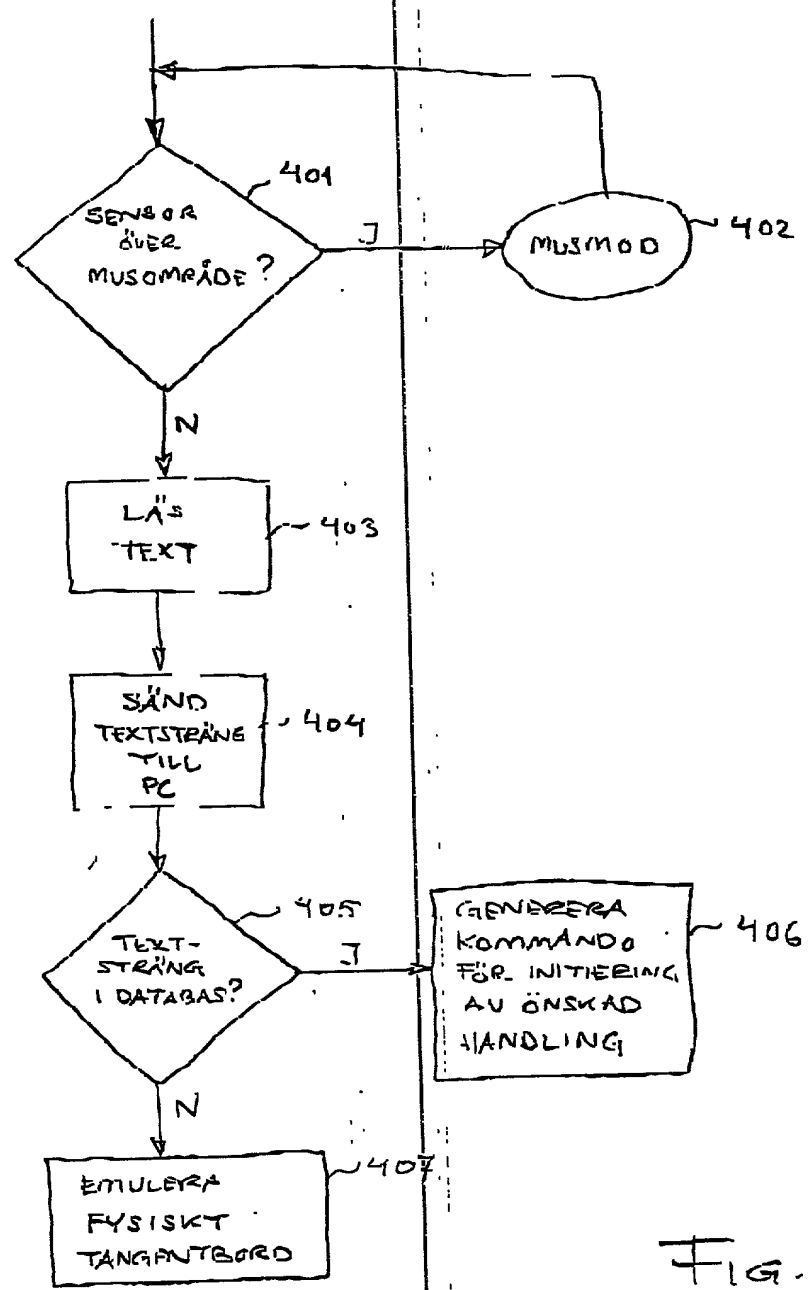 401
SENSOR
ÖVER
MUSOMRÅDE?
J
MUSMOD
402
N
LÄS
TEXT
403
SÄND
TEXTSTRÄNG
TILL
PC
404
405
TEXT-
STRÄNG
I DATABAS?
J
GENERERA
KOMMANDO
FÖR INITIERING
AV ÖNSKAD
HANDLING
406
N
407
EMULERA
FYSISKT
TANGENTBORD
FIG.